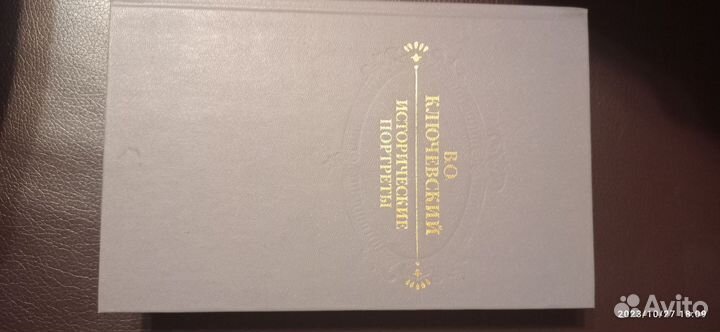 В.О.
КЛЮЧЕВСКИЙ
ИСТОРИЧЕСКИЕ
ПОРТРЕТЫ
2023/10/27 18:09
Avito